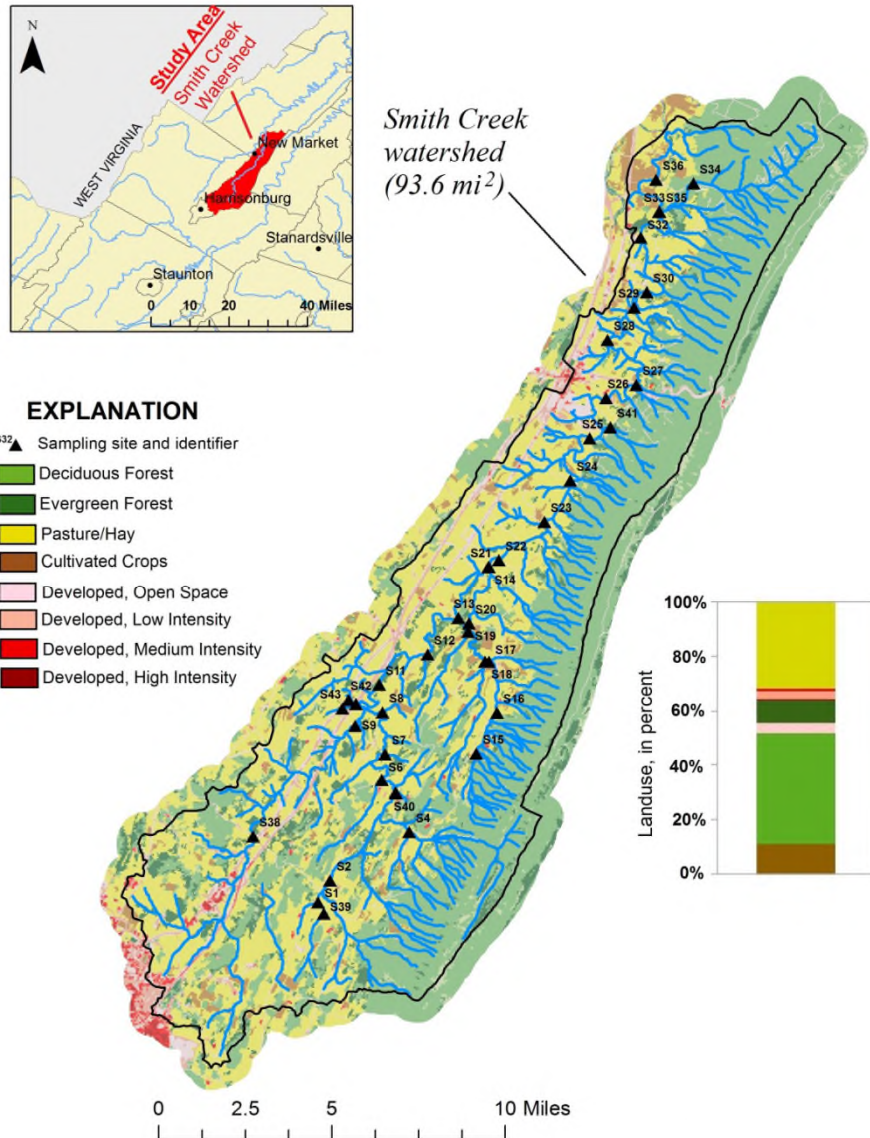 N
Study Area
Smith Creek
Watershed
WEST VIRGINIA
New Market
Harrisonburg
Stanardsville
Staunton
0 20 40 Miles
Smith Creek
watershed
(93.6 mi²)
S36
S34
S33
S35
S32
S30
S29
S28
S27
S26
S41
S25
S24
S23
S22
S21
S14
S13
S20
S19
S12
S17
S18
S11
S42
S43
S8
S16
S9
S7
S15
S6
S40
S4
S38
S2
S1
S39
EXPLANATION
S32 Sampling site and identifier
Deciduous Forest
Evergreen Forest
Pasture/Hay
Cultivated Crops
Developed, Open Space
Developed, Low Intensity
Developed, Medium Intensity
Developed, High Intensity
100%
80%
60%
40%
20%
0%
Landuse, in percent
0 2.5 5 10 Miles